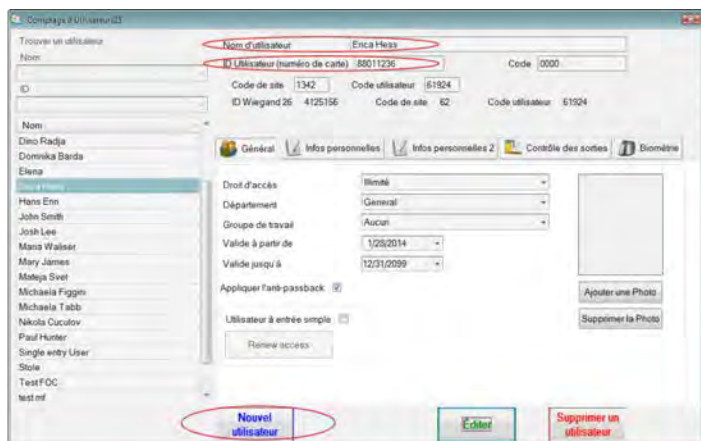 Comptage d'Utilisateurs 25
Trouver un utilisateur
Nom
ID
Nom
Dino Radja
Domnika Barda
Elena
Erica Hess
Hans Enn
John Smith
Josh Lee
Maria Waliser
Mary James
Mateja Svet
Michaela Figgini
Michaela Tabb
Nikola Cuculov
Paul Hunter
Single entry User
Stole
Test FOC
test mf
Nom d'utilisateur Erica Hess
ID Utilisateur (numéro de carte) 88011236 Code 0000
Code de site 1342 Code utilisateur 61924
ID Wiegand 26 4125156 Code de site 62 Code utilisateur 61924
Général Infos personnelles Infos personnelles 2 Contrôle des sorties Biométrie
Droit d'accès Illimité
Département General
Groupe de travail Aucun
Valide à partir de 1/28/2014
Valide jusqu'à 12/31/2099
Appliquer l'anti-passback
Utilisateur à entrée simple
Renew access
Ajouter une Photo
Supprimer la Photo
Nouvel
utilisateur
Editer
Supprimer un
utilisateur